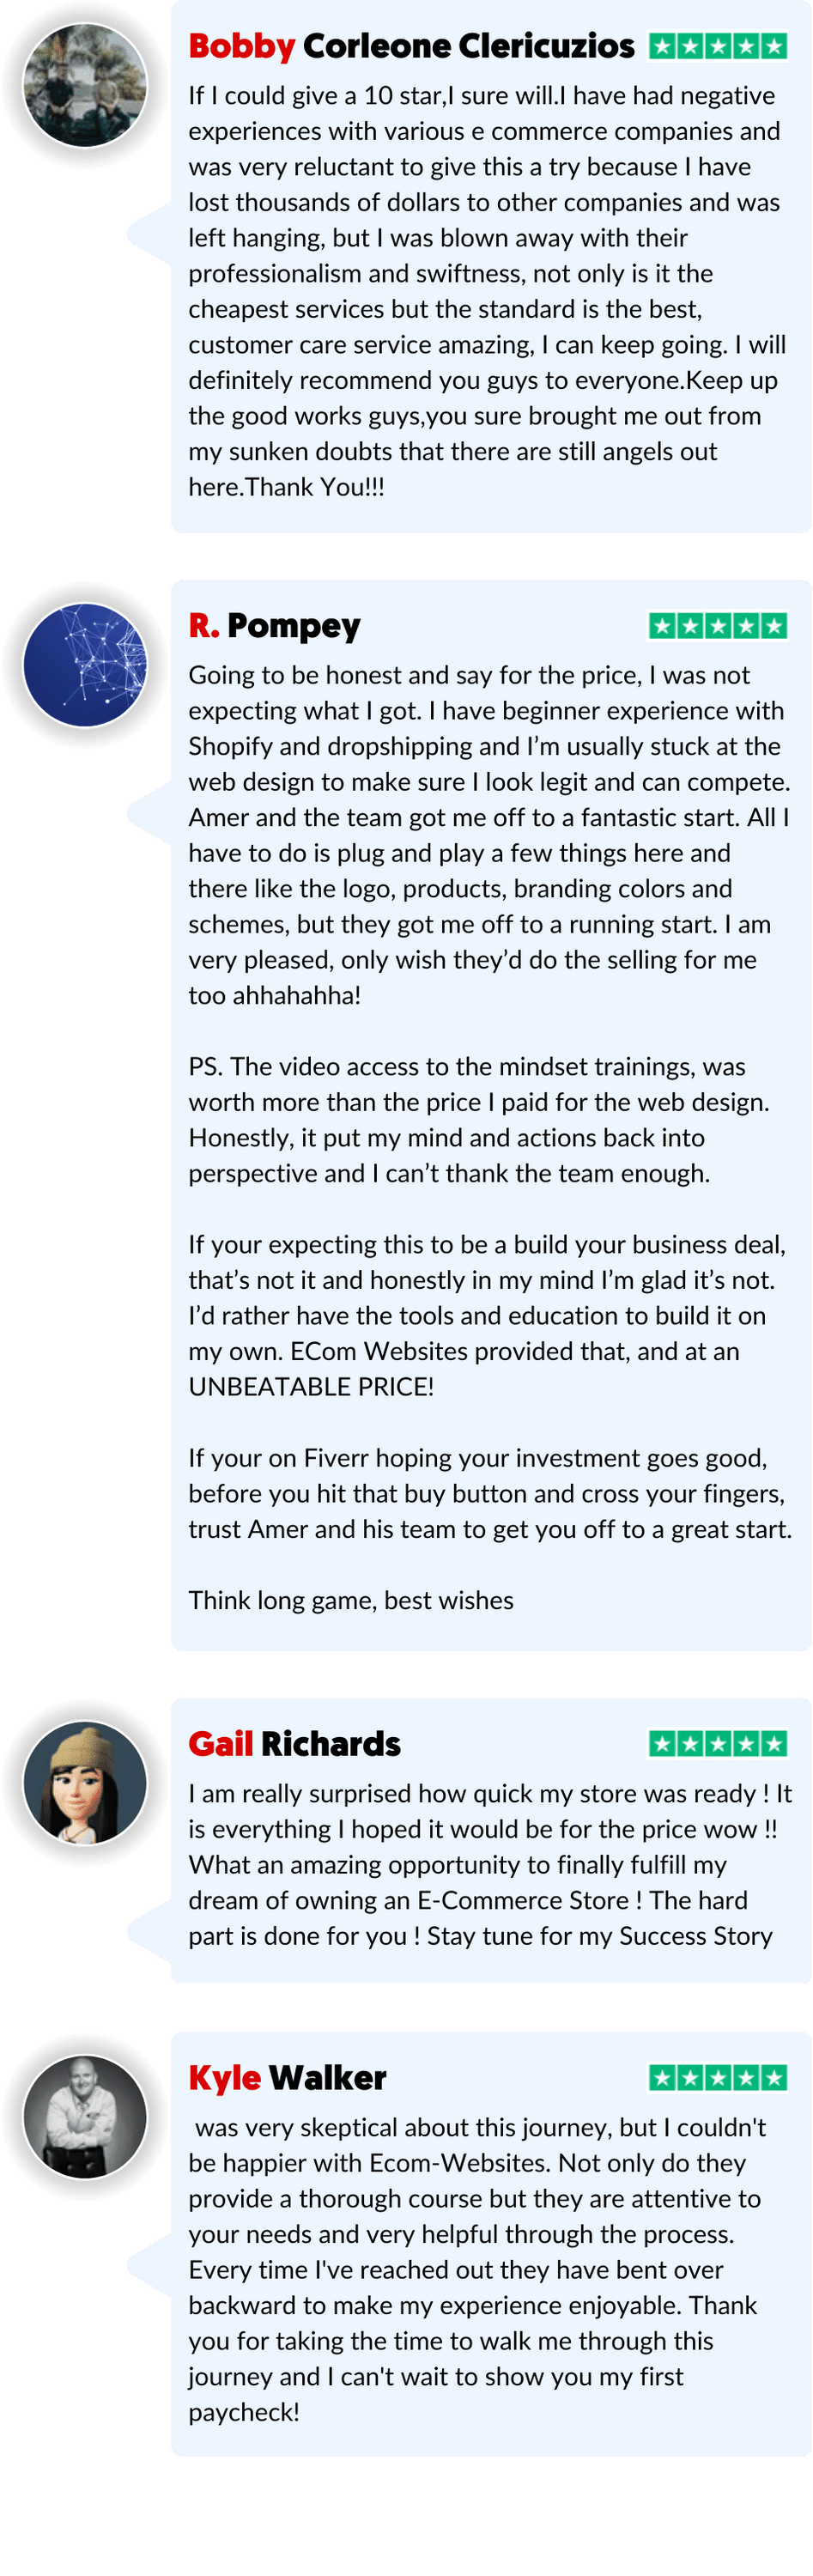 Bobby Corleone Clericuzios
If I could give a 10 star,I sure will.I have had negative
experiences with various e commerce companies and
was very reluctant to give this a try because I have
lost thousands of dollars to other companies and was
left hanging, but I was blown away with their
professionalism and swiftness, not only is it the
cheapest services but the standard is the best,
customer care service amazing, I can keep going. I will
definitely recommend you guys to everyone.Keep up
the good works guys,you sure brought me out from
my sunken doubts that there are still angels out
here.Thank You!!!
R. Pompey
Going to be honest and say for the price, I was not
expecting what I got. I have beginner experience with
Shopify and dropshipping and I’m usually stuck at the
web design to make sure I look legit and can compete.
Amer and the team got me off to a fantastic start. All I
have to do is plug and play a few things here and
there like the logo, products, branding colors and
schemes, but they got me off to a running start. I am
very pleased, only wish they’d do the selling for me
too ahhahahha!
PS. The video access to the mindset trainings, was
worth more than the price I paid for the web design.
Honestly, it put my mind and actions back into
perspective and I can’t thank the team enough.
If your expecting this to be a build your business deal,
that’s not it and honestly in my mind I’m glad it’s not.
I’d rather have the tools and education to build it on
my own. ECom Websites provided that, and at an
UNBEATABLE PRICE!
If your on Fiverr hoping your investment goes good,
before you hit that buy button and cross your fingers,
trust Amer and his team to get you off to a great start.
Think long game, best wishes
Gail Richards
I am really surprised how quick my store was ready ! It
is everything I hoped it would be for the price wow !!
What an amazing opportunity to finally fulfill my
dream of owning an E-Commerce Store ! The hard
part is done for you ! Stay tune for my Success Story
Kyle Walker
was very skeptical about this journey, but I couldn't
be happier with Ecom-Websites. Not only do they
provide a thorough course but they are attentive to
your needs and very helpful through the process.
Every time I've reached out they have bent over
backward to make my experience enjoyable. Thank
you for taking the time to walk me through this
journey and I can't wait to show you my first
paycheck!